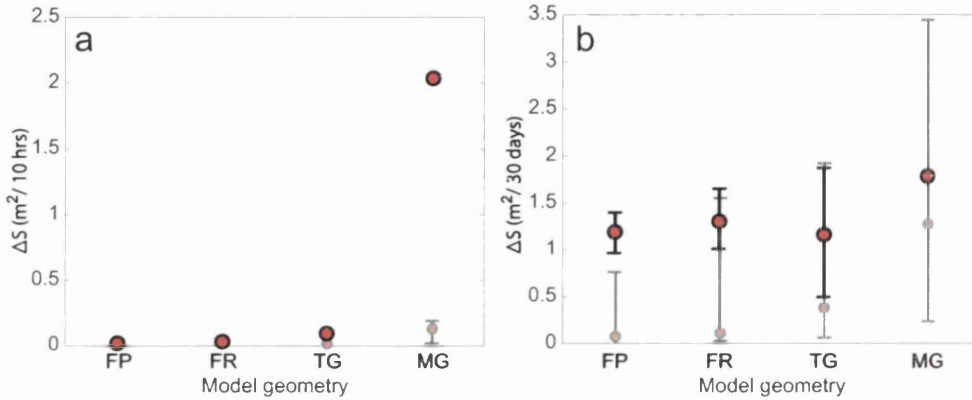 a
2.5
2
1.5
1
0.5
0
ΔS (m²/ 10 hrs)
FP FR TG MG
Model geometry
b
3.5
3
2.5
2
1.5
1
0.5
0
ΔS (m²/ 30 days)
FP FR TG MG
Model geometry